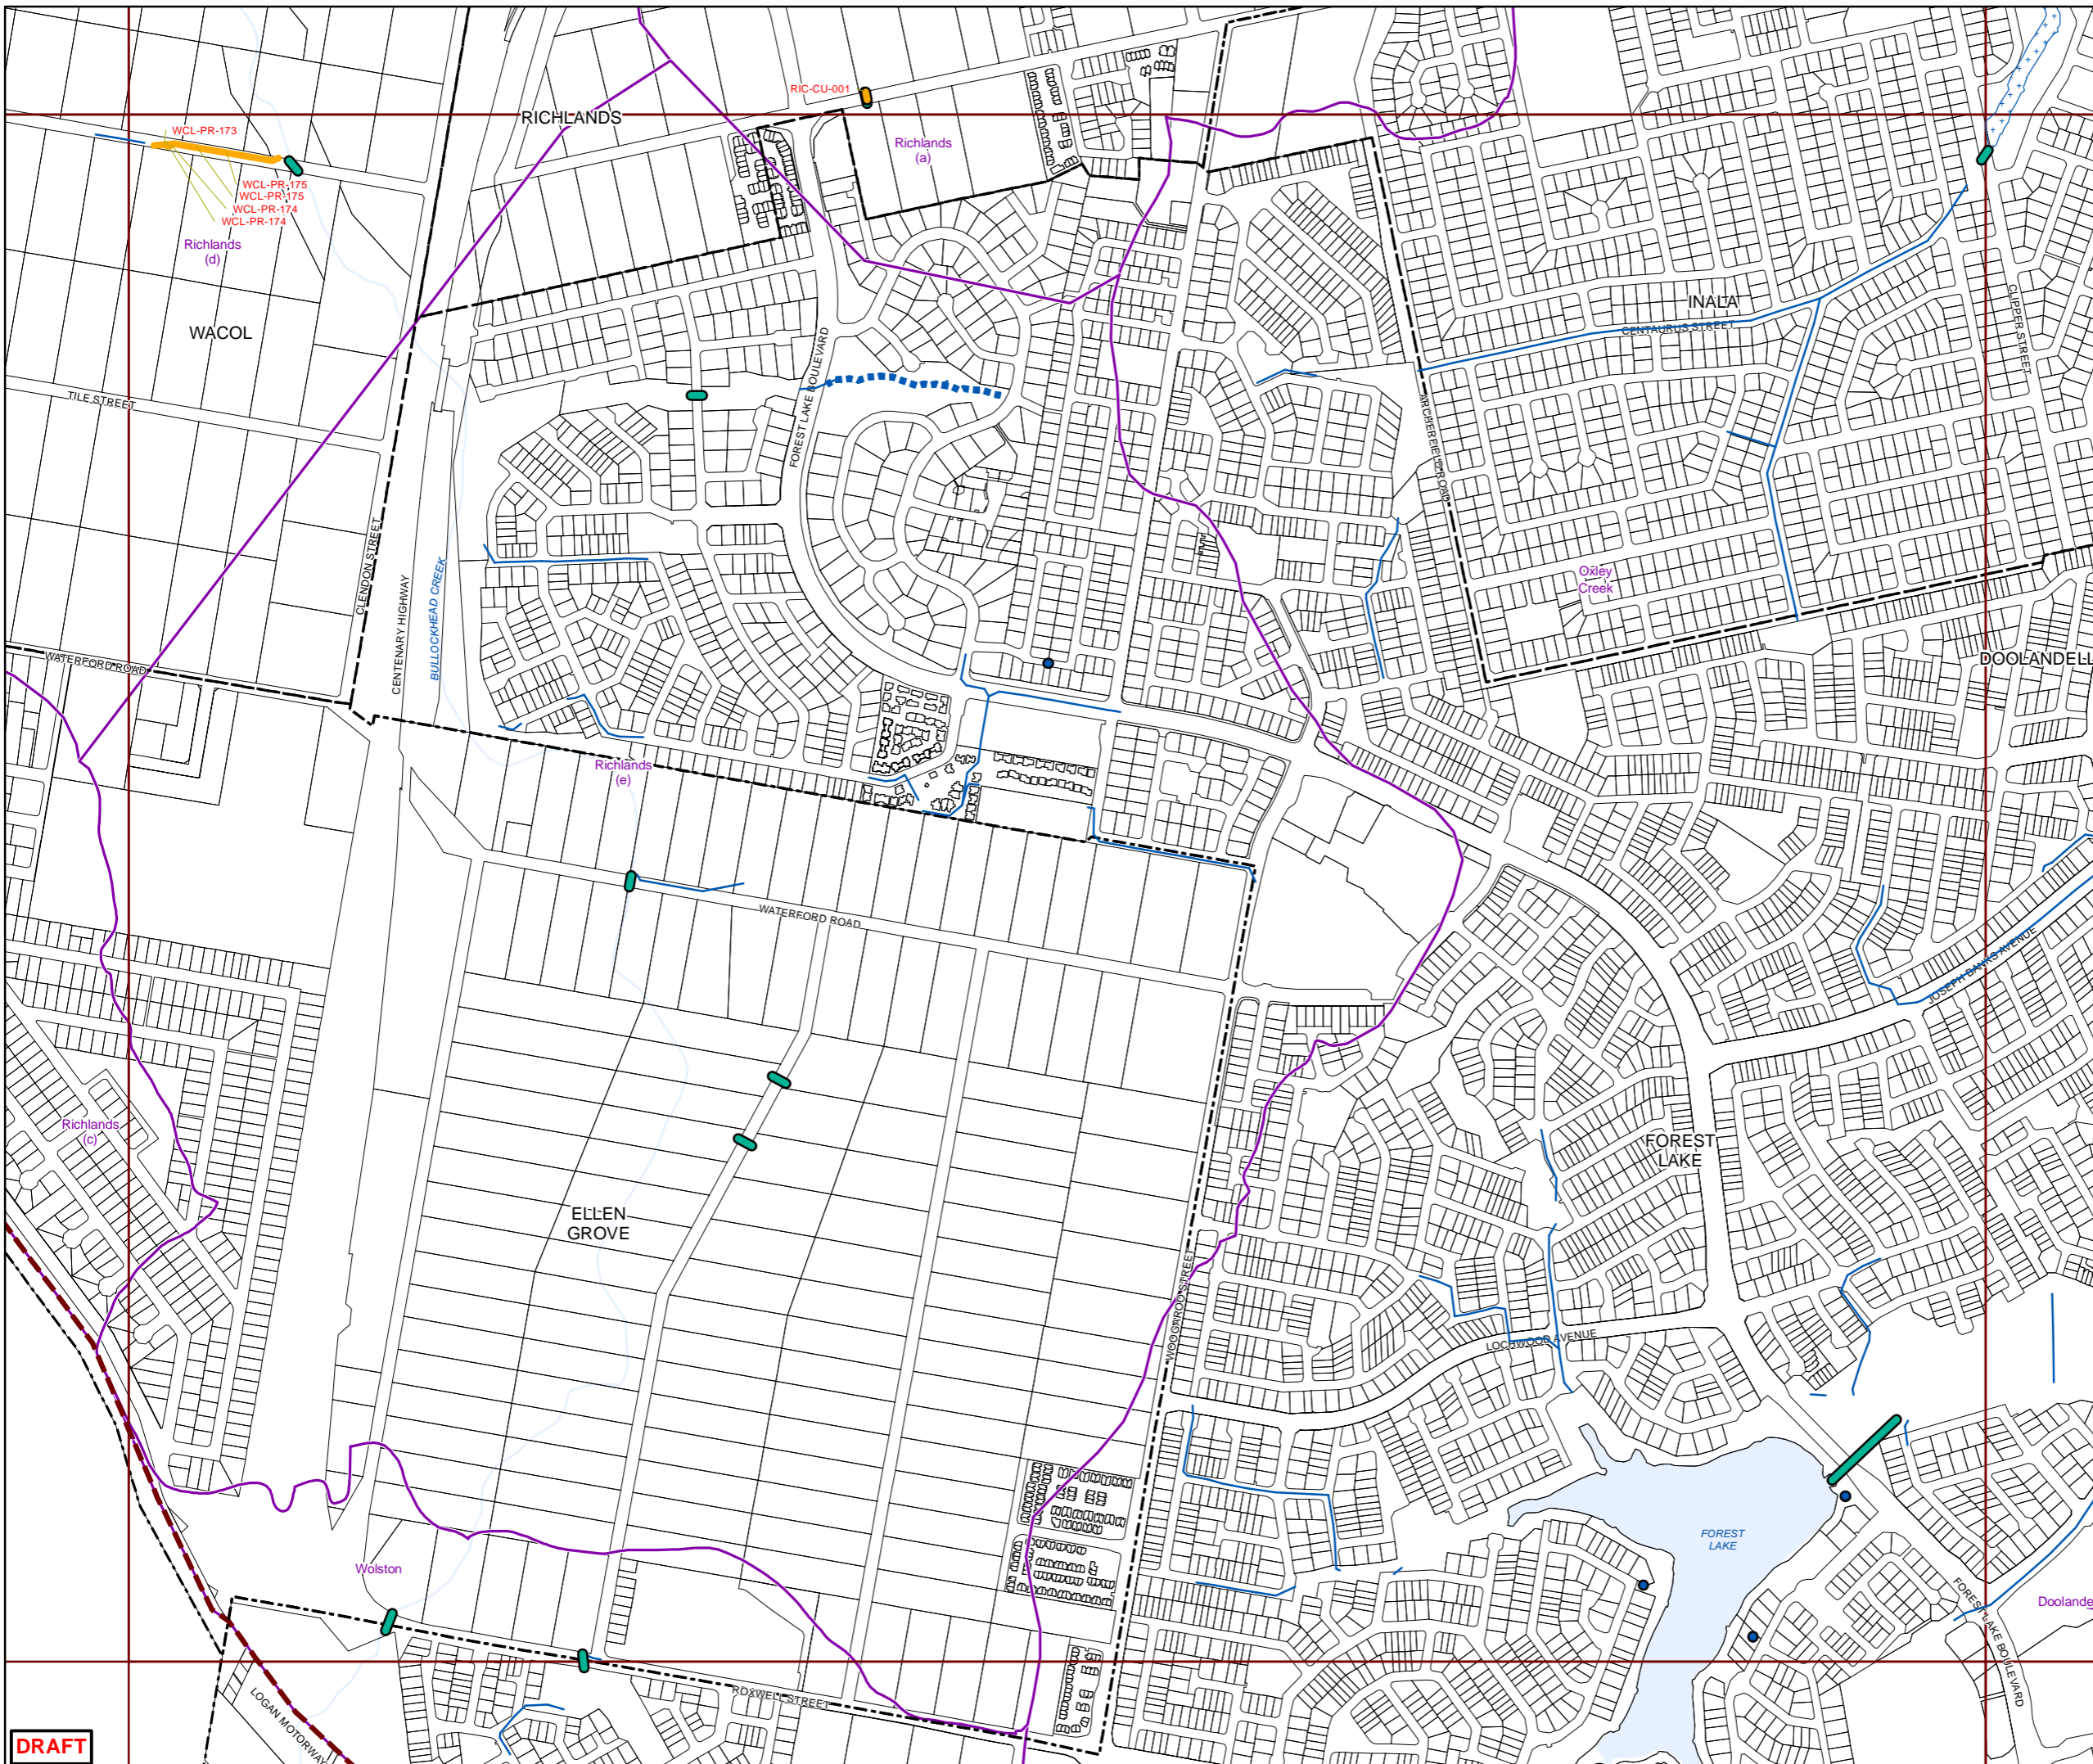 RIC-CU-001
RICHLANDS
WCL-PR-173
Richlands
(a)
WCL-PR-175
WCL-PR-175
WCL-PR-174
WCL-PR-174
Richlands
(d)
WACOL
INALA
CENTAURUS STREET
CLIPPER STREET
TILE STREET
FOREST LAKE BOULEVARD
ARCHERFIELD ROAD
CLENDON STREET
CENTENARY HIGHWAY
BULLOCKHEAD CREEK
Oxley
Creek
WATERFORD ROAD
DOOLANDELL
Richlands
(e)
WATERFORD ROAD
JOSEPH BANKS AVENUE
Richlands
(c)
FOREST
LAKE
ELLEN
GROVE
WOOGAROO STREET
LOCHWOOD AVENUE
FOREST
LAKE
Wolston
FOREST LAKE BOULEVARD
Doolande
ROXWELL STREET
LOGAN MOTORWAY
DRAFT